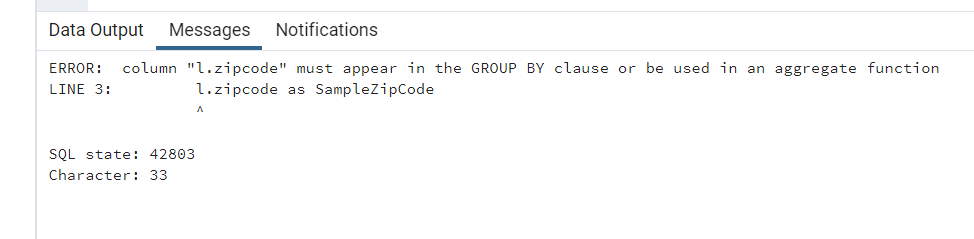 Data Output Messages Notifications
ERROR:  column "l.zipcode" must appear in the GROUP BY clause or be used in an aggregate function
LINE 3:         l.zipcode as SampleZipCode
                ^
SQL state: 42803
Character: 33